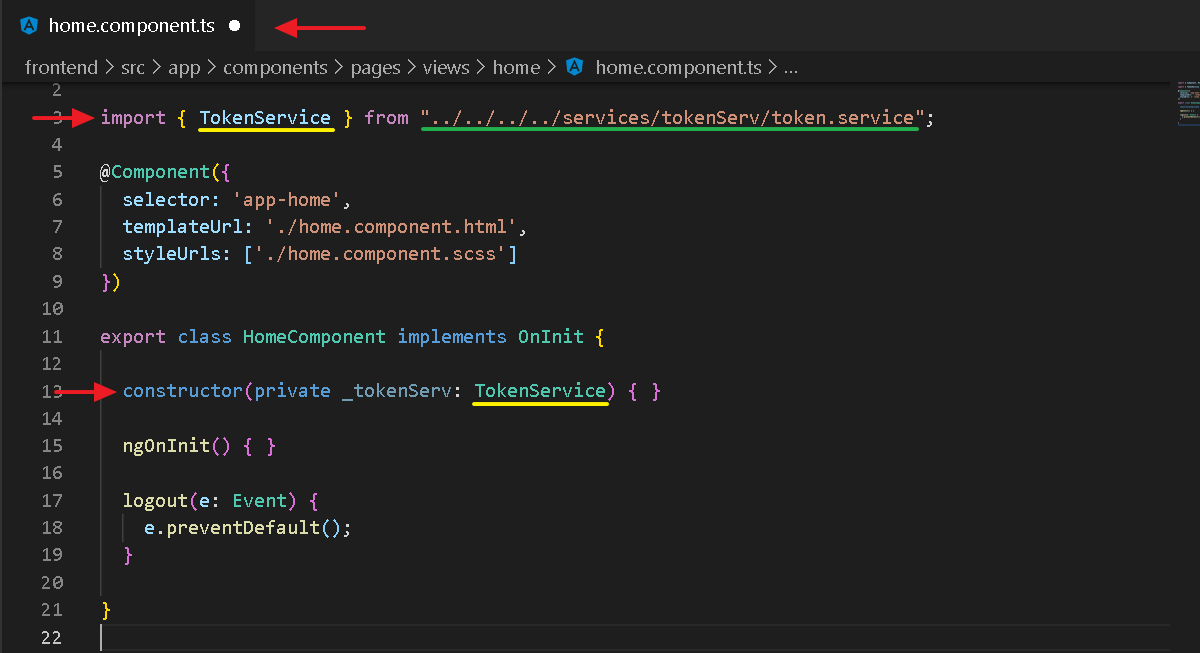 home.component.ts
frontend > src > app > components > pages > views > home > home.component.ts > ...
2
3 import { TokenService } from "../../../../services/tokenServ/token.service";
4
5 @Component({
6 selector: 'app-home',
7 templateUrl: './home.component.html',
8 styleUrls: ['./home.component.scss']
9 })
10
11 export class HomeComponent implements OnInit {
12
13 constructor(private _tokenServ: TokenService) { }
14
15 ngOnInit() { }
16
17 logout(e: Event) {
18 e.preventDefault();
19 }
20
21 }
22